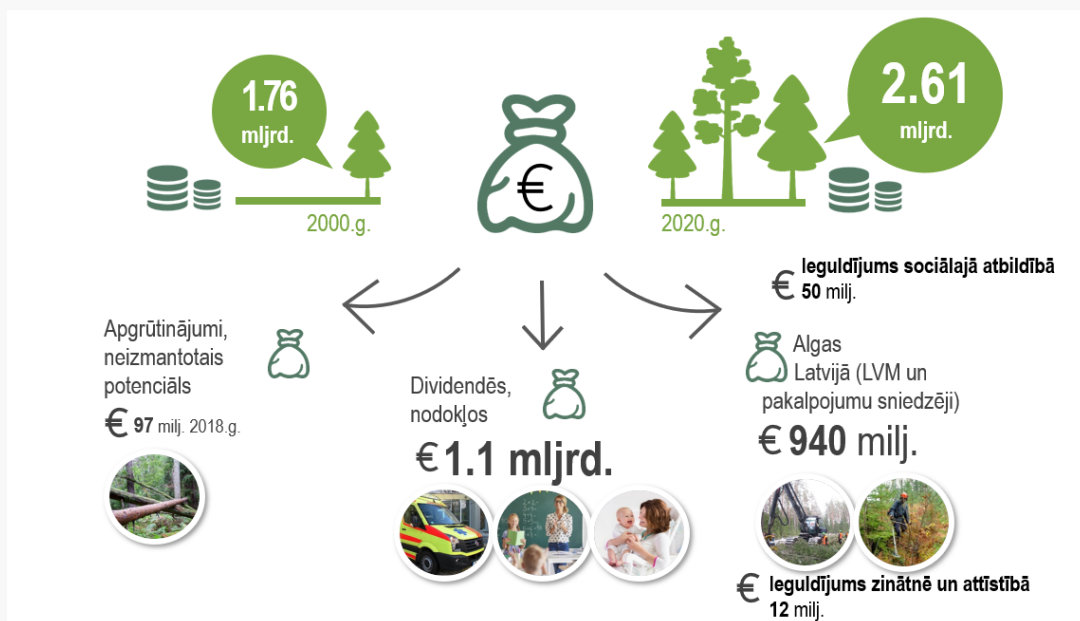 1.76
mljrd.
2.61
mljrd.
€
2000.g.
2020.g.
Apgrūtinājumi,
neizmantotais
potenciāls
€ 97 milj. 2018.g.
Dividendēs,
nodokļos
€ 1.1 mljrd.
€ Ieguldījums sociālajā atbildībā
50 milj.
Algas
Latvijā (LVM un
pakalpojumu sniedzēji)
€ 940 milj.
€ Ieguldījums zinātnē un attīstībā
12 milj.